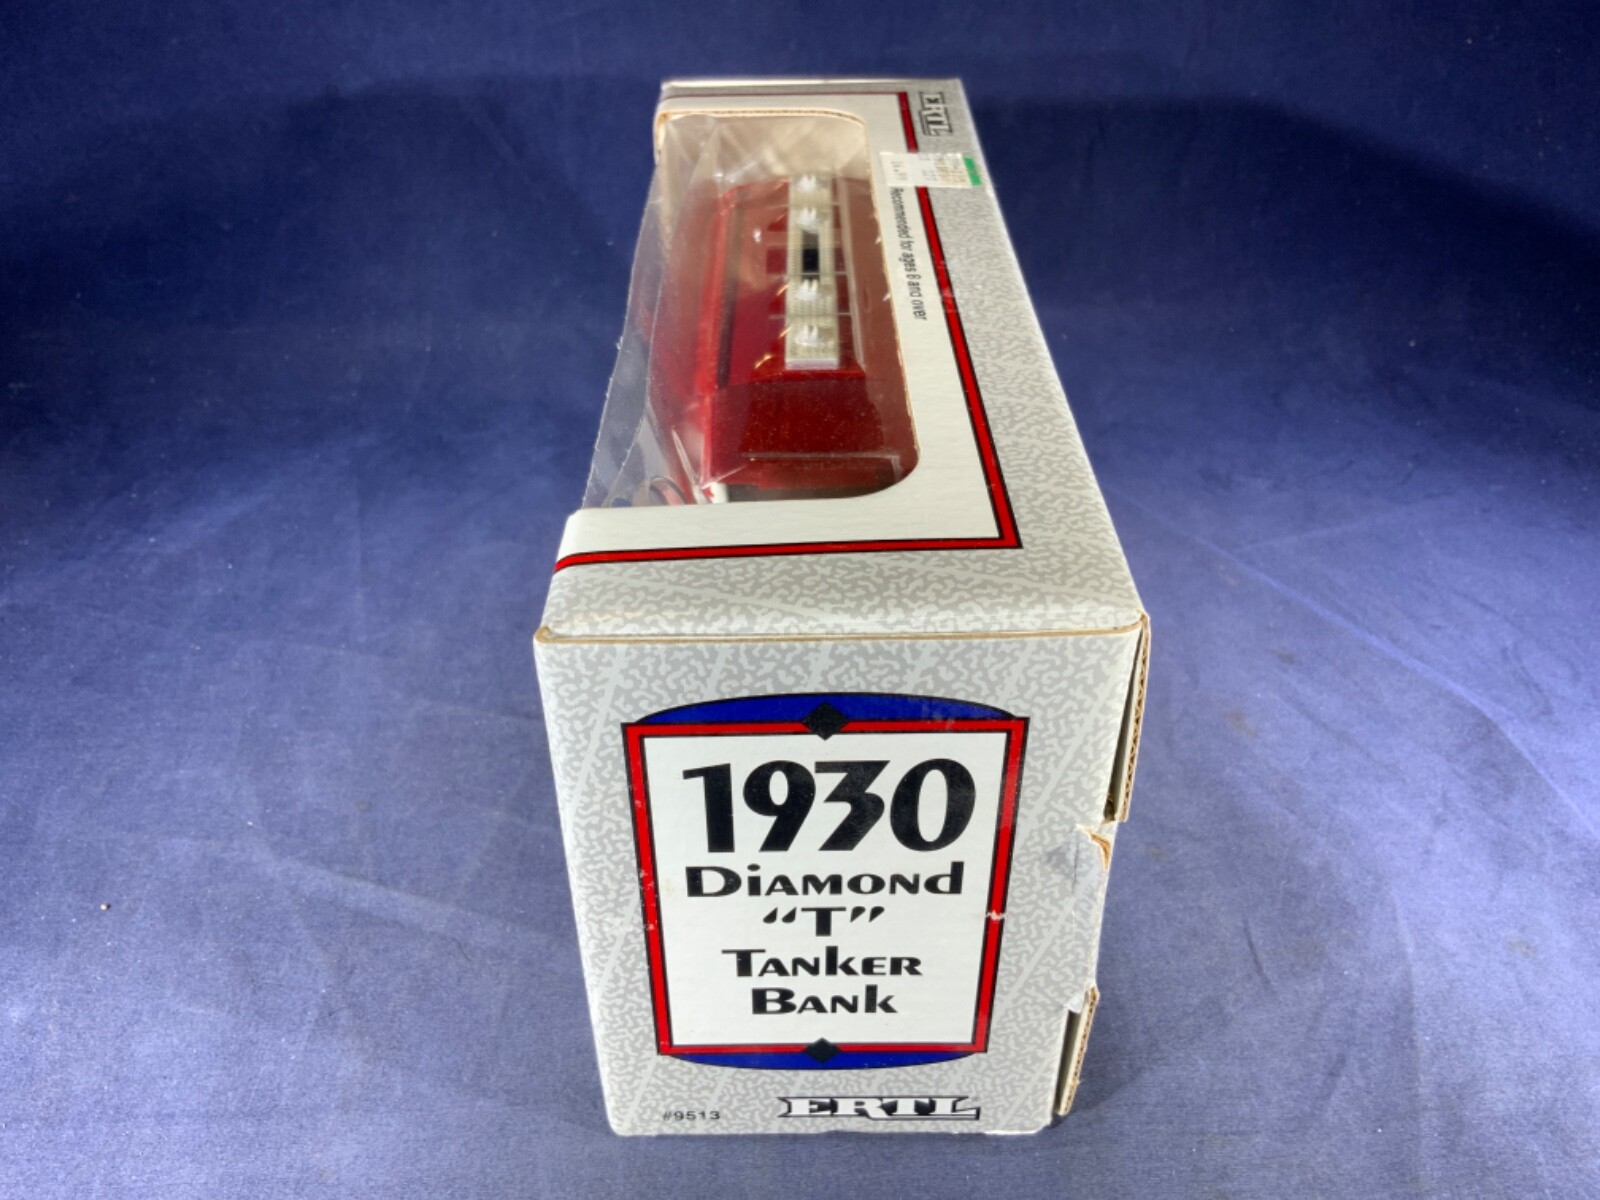 ERTL
Recommended for ages 8 and over
1930
Diamond
“T”
Tanker
Bank
#9513
ERTL